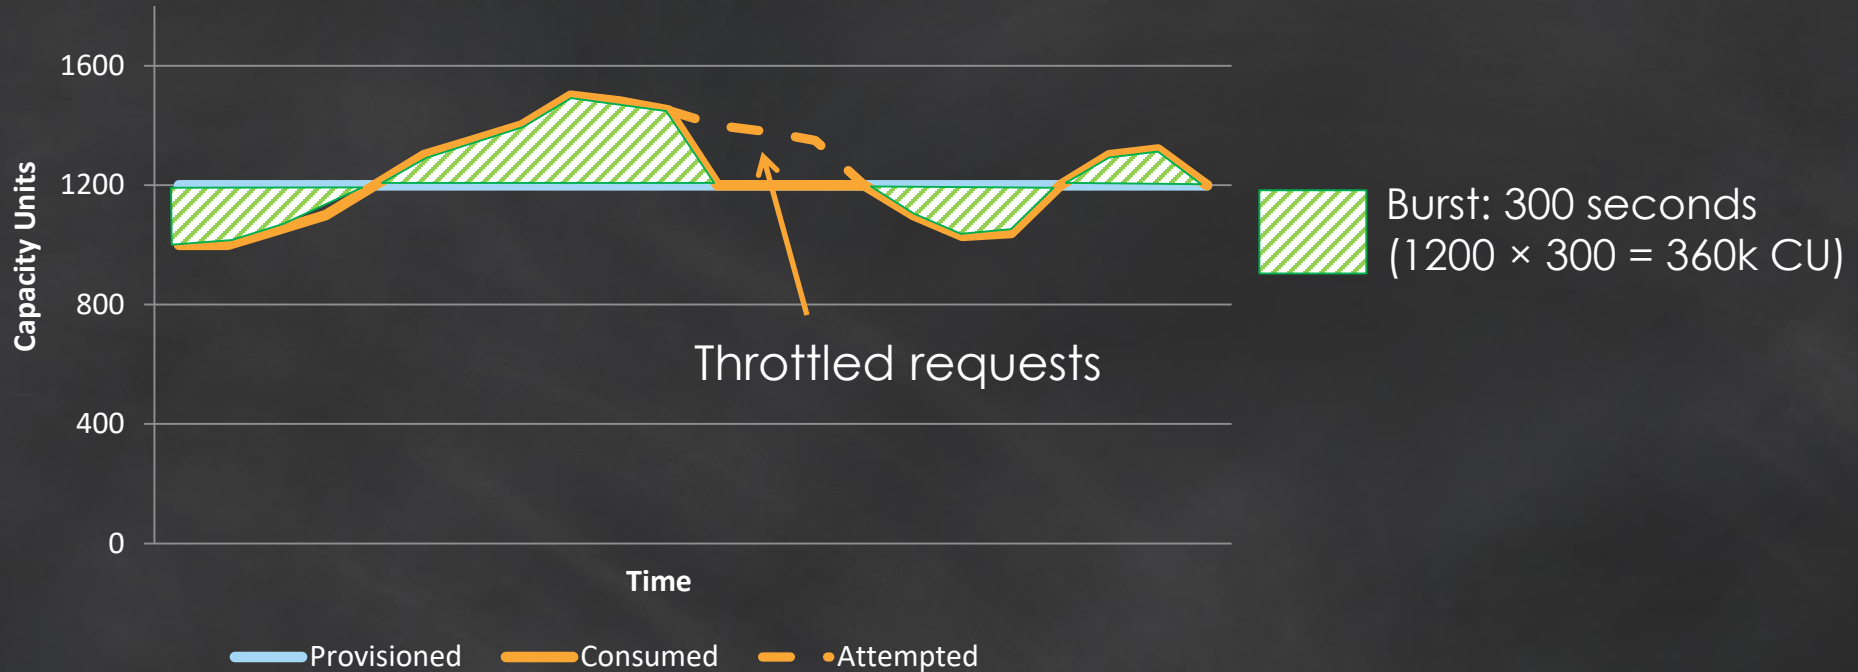 1600
1200
800
400
0
Capacity Units
Time
Throttled requests
Burst: 300 seconds
(1200 × 300 = 360k CU)
Provisioned
Consumed
Attempted